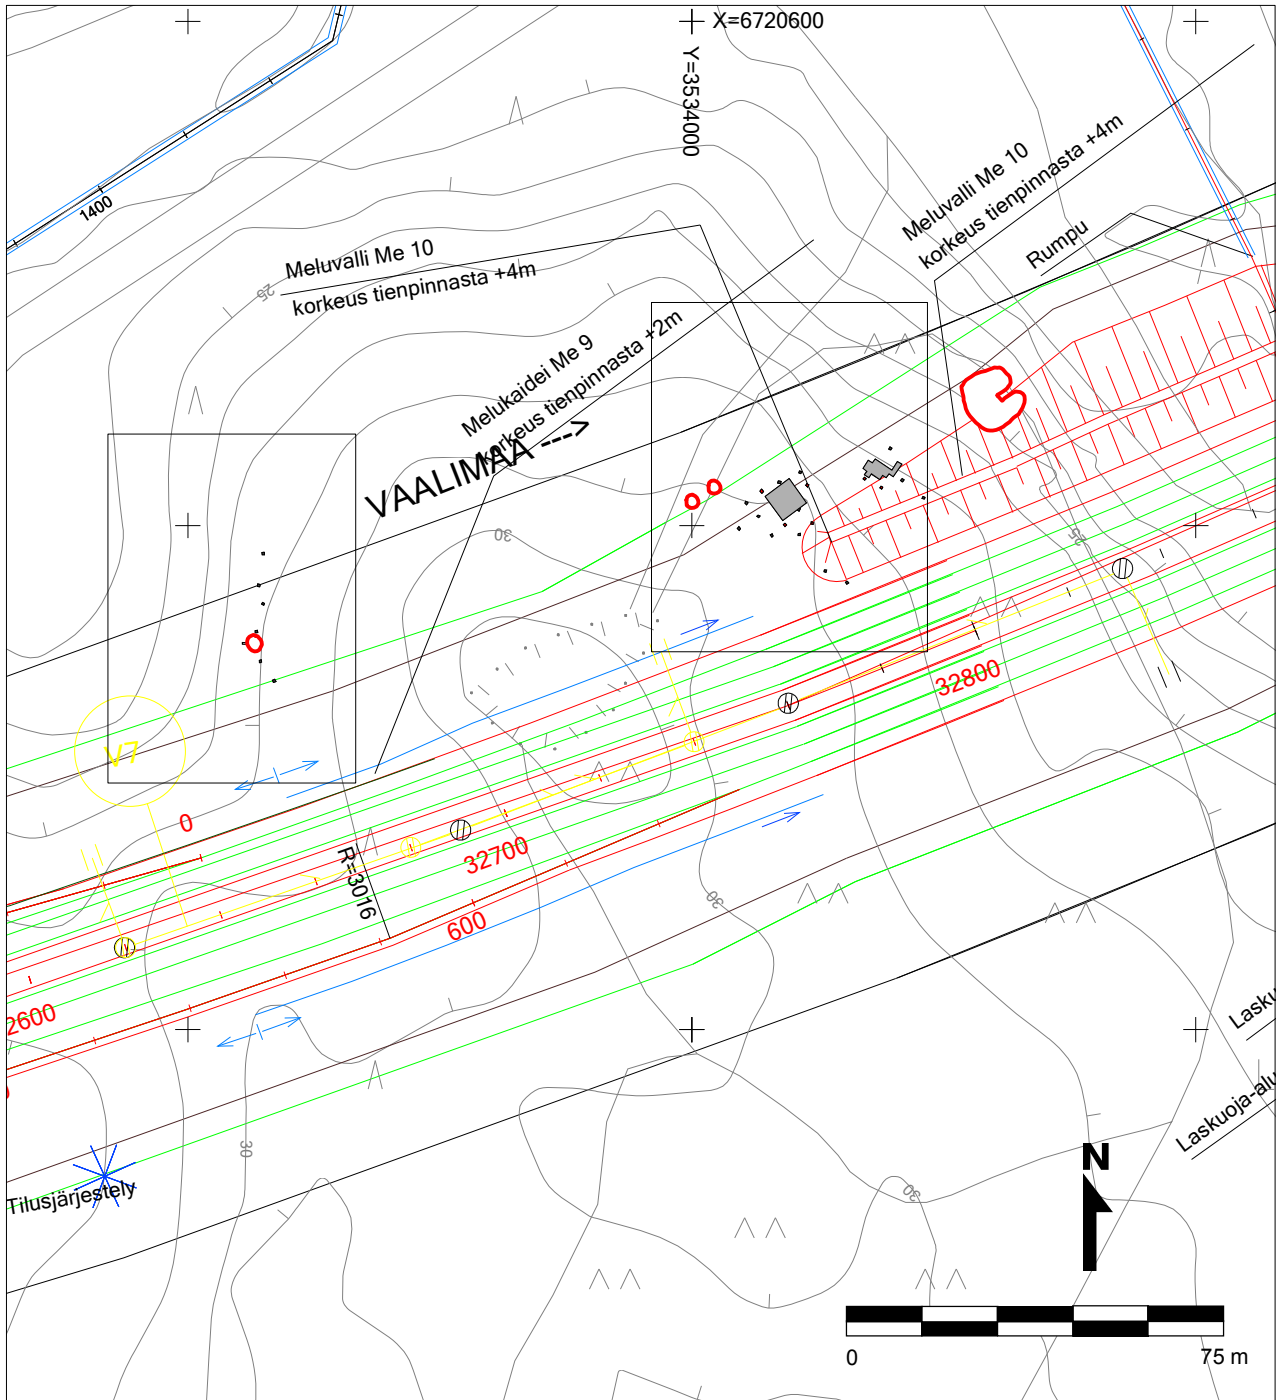 X=6720600
Y=3534000
1400
Meluvalli Me 10
korkeus tienpinnasta +4m
Meluvalli Me 10
korkeus tienpinnasta +4m
Rumpu
25
Melukaidei Me 9
korkeus tienpinnasta +2m
VAALIMAA
30
25
32800
V7
0
R=3016
32700
600
30
2600
Lasku
Laskuoja-alu
30
N
30
Tilusjärjestely
0
75 m